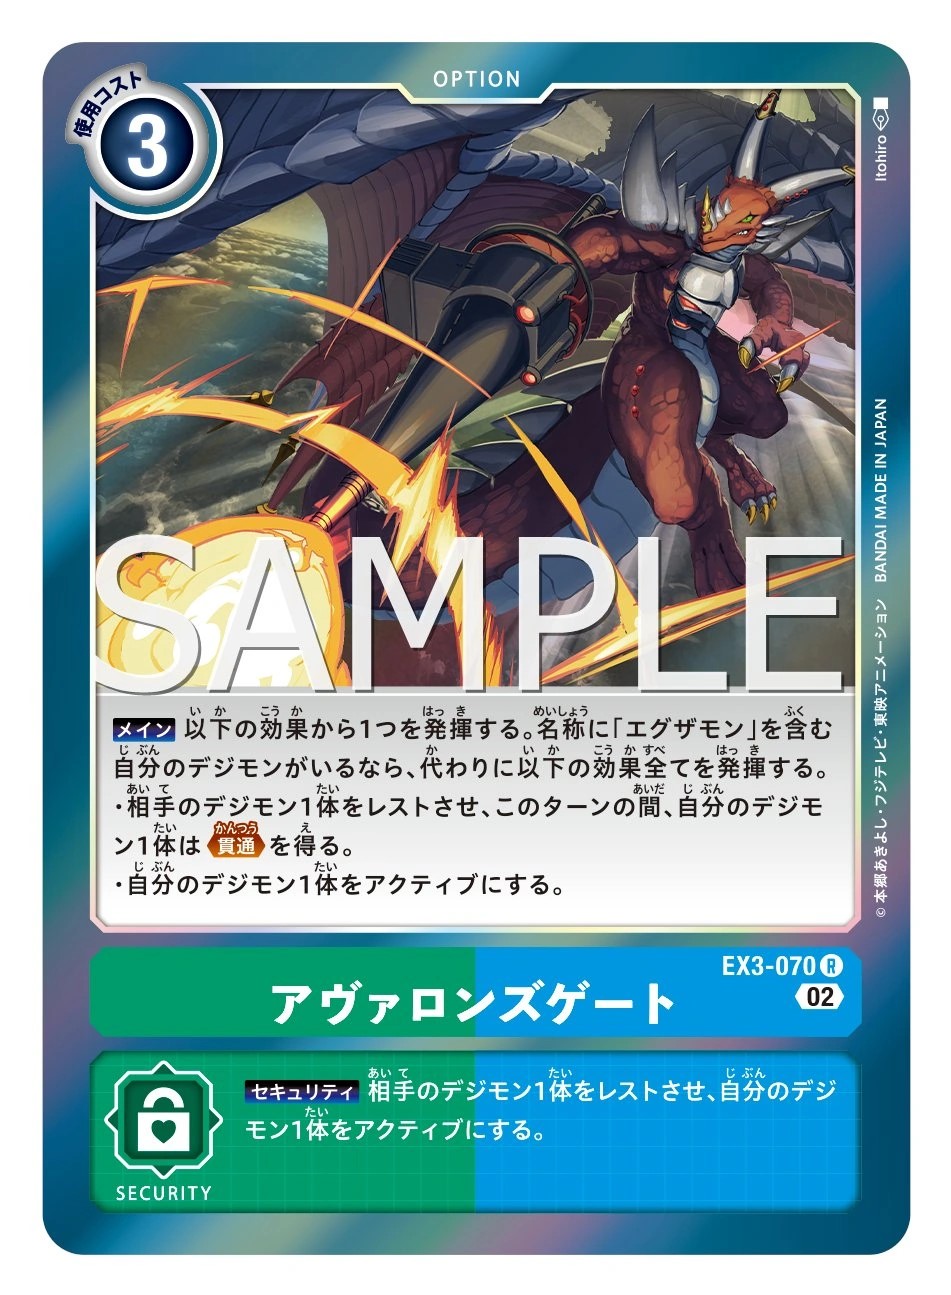 OPTION
使用コスト
3
Itohiro
SAMPLE
メイン 以下の効果から1つを発揮する。名称に「エグザモン」を含む
自分のデジモンがいるなら、代わりに以下の効果全てを発揮する。
・相手のデジモン1体をレストさせ、このターンの間、自分のデジモ
ン1体は 貫通 を得る。
・自分のデジモン1体をアクティブにする。
©本郷あきよし・フジテレビ・東映アニメーション BANDAI MADE IN JAPAN
EX3-070 R
02
アヴァロンズゲート
セキュリティ 相手のデジモン1体をレストさせ、自分のデジ
モン1体をアクティブにする。
SECURITY